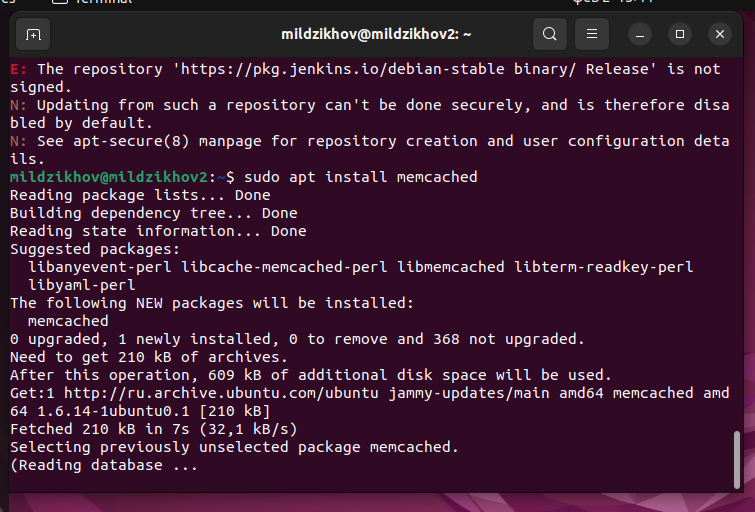 Terminal
mildzikhov@mildzikhov2: ~
E: The repository 'https://pkg.jenkins.io/debian-stable binary/ Release' is not
signed.
N: Updating from such a repository can't be done securely, and is therefore disa
bled by default.
N: See apt-secure(8) manpage for repository creation and user configuration deta
ils.
mildzikhov@mildzikhov2:~$ sudo apt install memcached
Reading package lists... Done
Building dependency tree... Done
Reading state information... Done
Suggested packages:
  libanyevent-perl libcache-memcached-perl libmemcached libterm-readkey-perl
  libyaml-perl
The following NEW packages will be installed:
  memcached
0 upgraded, 1 newly installed, 0 to remove and 368 not upgraded.
Need to get 210 kB of archives.
After this operation, 609 kB of additional disk space will be used.
Get:1 http://ru.archive.ubuntu.com/ubuntu jammy-updates/main amd64 memcached amd
64 1.6.14-1ubuntu0.1 [210 kB]
Fetched 210 kB in 7s (32,1 kB/s)
Selecting previously unselected package memcached.
(Reading database ...